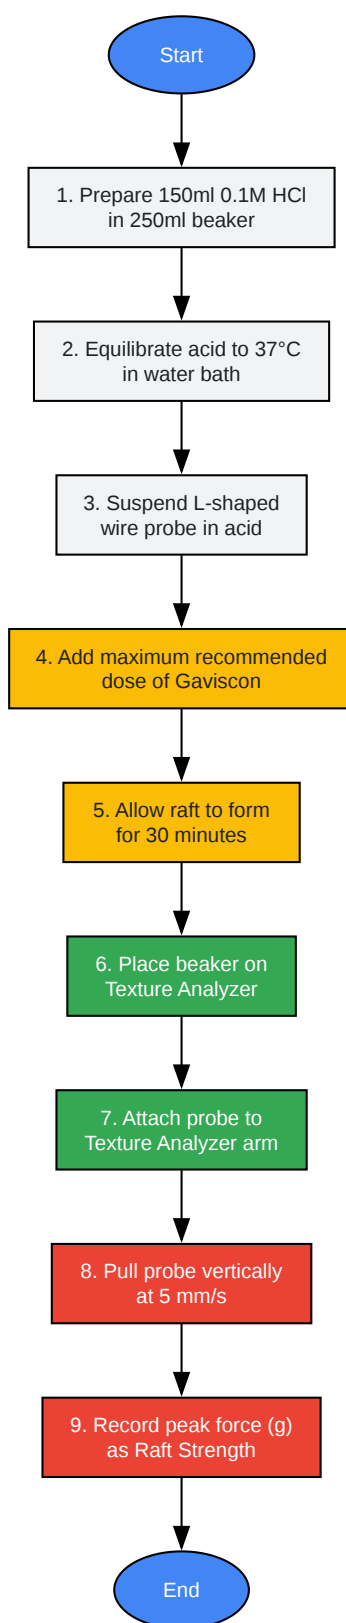 Start
1. Prepare 150ml 0.1M HCl
in 250ml beaker
2. Equilibrate acid to 37°C
in water bath
3. Suspend L-shaped
wire probe in acid
4. Add maximum recommended
dose of Gaviscon
5. Allow raft to form
for 30 minutes
6. Place beaker on
Texture Analyzer
7. Attach probe to
Texture Analyzer arm
8. Pull probe vertically
at 5 mm/s
9. Record peak force (g)
as Raft Strength
End